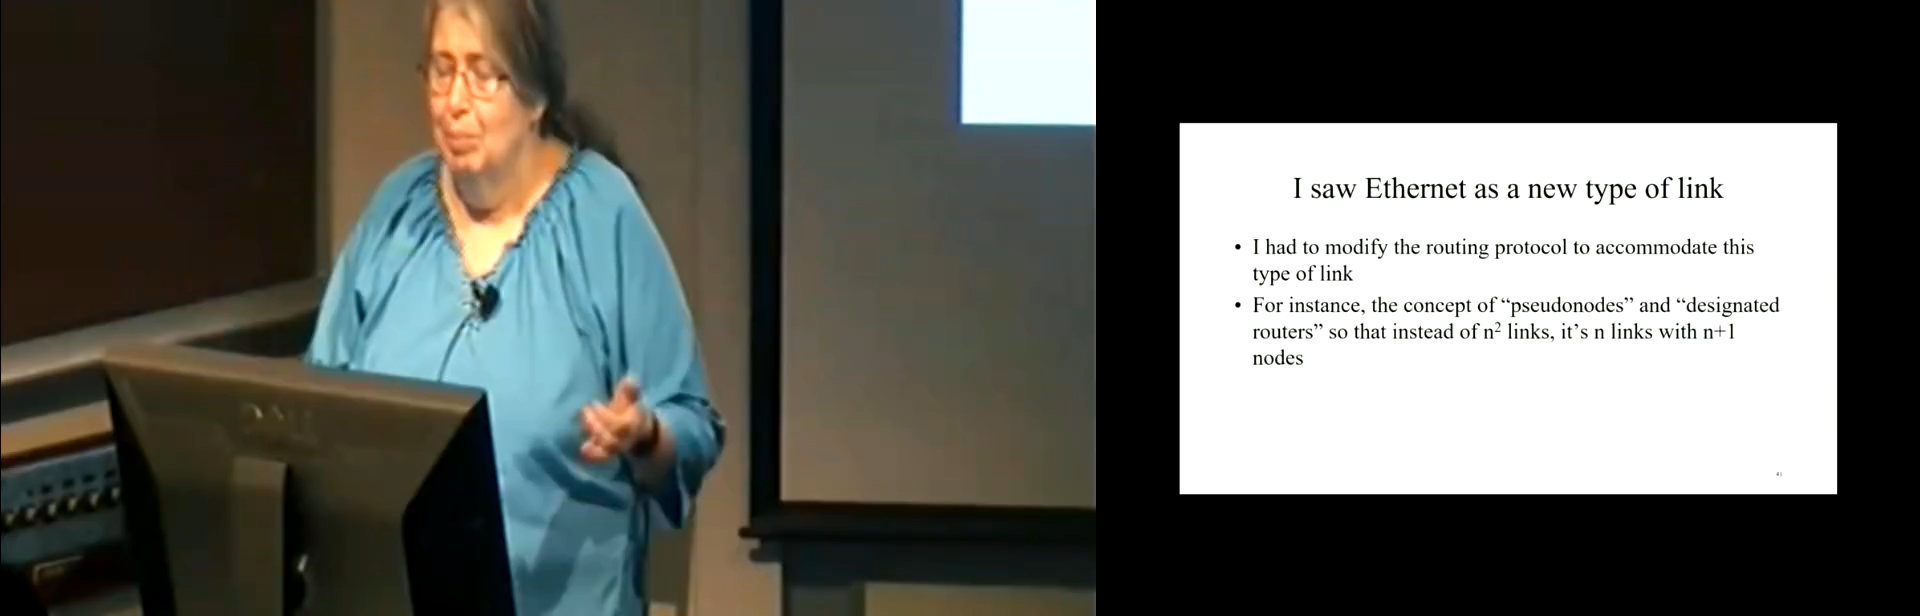 DELL
I saw Ethernet as a new type of link
• I had to modify the routing protocol to accommodate this
type of link
• For instance, the concept of “pseudonodes” and “designated
routers” so that instead of n² links, it’s n links with n+1
nodes
41